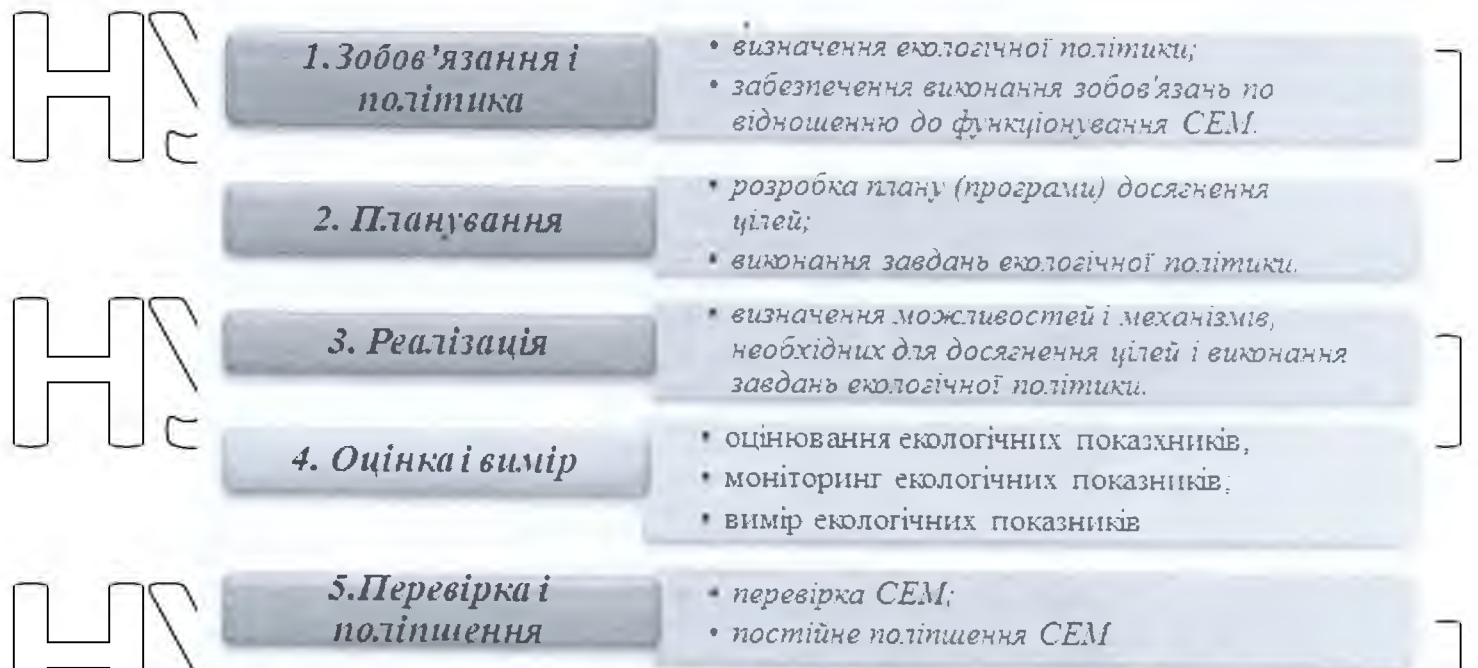 1.Зобов'язання і
політика
• визначення екологічної політики;
• забезпечення виконання зобов'язань по
відношенню до функціонування СЕМ.
2. Планування
• розробка плану (програми) досягнення
цілей;
• виконання завдань екологічної політики.
3. Реалізація
• визначення можливостей і механізмів,
необхідних для досягнення цілей і виконання
завдань екологічної політики.
4. Оцінка і вимір
• оцінювання екологічних показхників,
• моніторинг екологічних показників;
• вимір екологічних показників
5.Перевірка і
поліпшення
• перевірка СЕМ;
• постійне поліпшення СЕМ